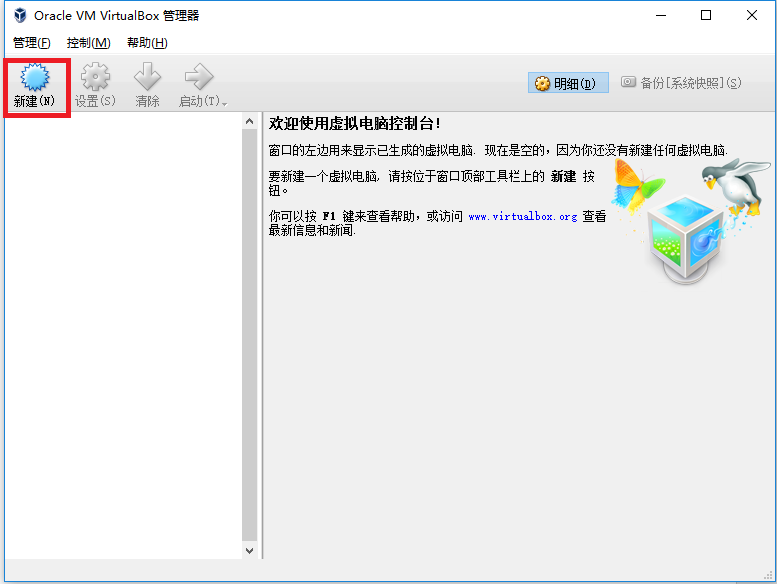 Oracle VM VirtualBox 管理器
管理(F) 控制(M) 帮助(H)
新建(N) 设置(S) 清除 启动(T)
明细(D) 备份[系统快照](S)
欢迎使用虚拟电脑控制台!
窗口的左边用来显示已生成的虚拟电脑. 现在是空的, 因为你还没有新建任何虚拟电脑.
要新建一个虚拟电脑, 请按位于窗口顶部工具栏上的 新建 按
钮。
你可以按 F1 键来查看帮助, 或访问 www.virtualbox.org 查看
最新信息和新闻.